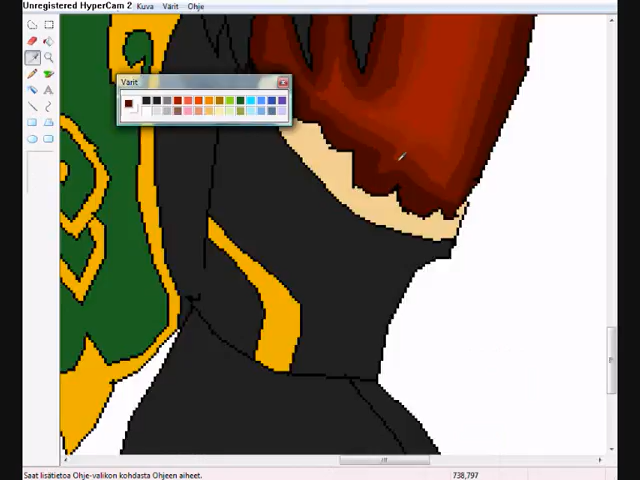 Unregistered HyperCam 2
Kuva Värit Ohje
Värit
Saat lisätietoa Ohje-valikon kohdasta Ohjeen aiheet.
738,797